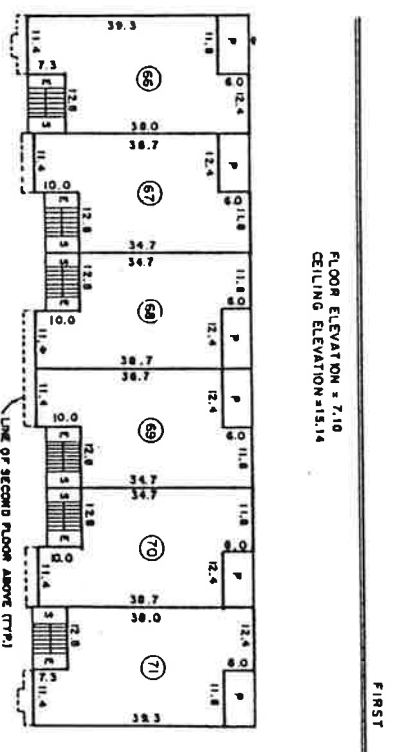 FIRST
FLOOR ELEVATION = 7.10
CEILING ELEVATION = 15.14
39.3
11.4
7.3
12.8
E
S
66
11.8
P
6.0
12.4
38.0
38.7
11.4
10.0
12.8
E
S
67
12.4
P
6.0
11.8
34.7
34.7
12.8
S
E
10.0
11.4
68
11.8
6.0
P
12.4
38.7
38.7
11.4
10.0
12.8
E
S
69
12.4
P
6.0
11.8
34.7
34.7
12.8
S
E
10.0
11.4
70
11.8
6.0
P
12.4
38.7
38.0
12.8
S
E
7.3
11.4
71
12.4
6.0
P
11.8
39.3
LINE OF SECOND FLOOR ABOVE (TYP.)